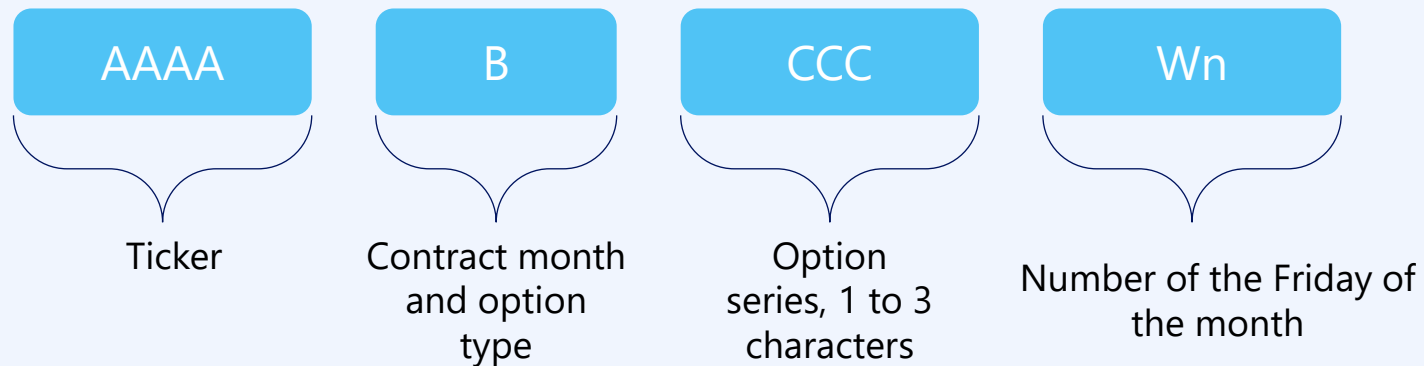 AAAA
B
CCC
Wn
Ticker
Contract month
and option
type
Option
series, 1 to 3
characters
Number of the Friday of
the month